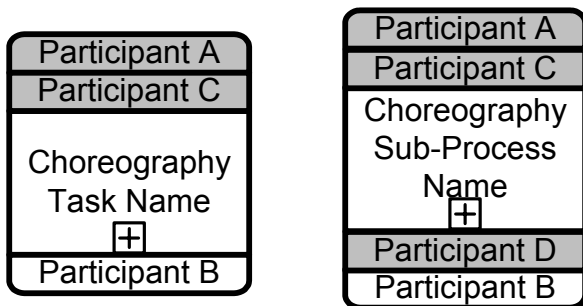 Participant A
Participant C
Choreography
Task Name
Participant B
Participant A
Participant C
Choreography
Sub-Process
Name
Participant D
Participant B